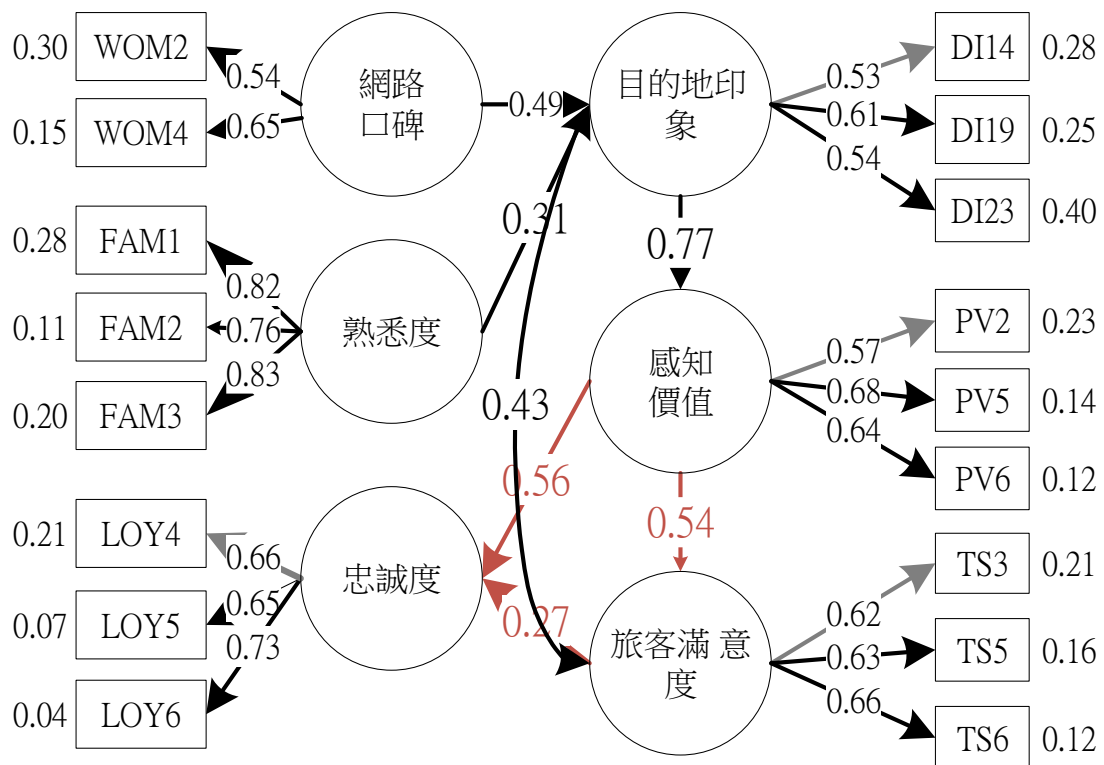 0.30 WOM2 0.54
0.15 WOM4 0.65
網路
口碑
0.49
目的地印
象
0.53 DI14 0.28
0.61 DI19 0.25
0.54 DI23 0.40
0.28 FAM1 0.82
0.11 FAM2 0.76
0.20 FAM3 0.83
熟悉度
0.31
0.77
0.43
感知
價值
0.57 PV2 0.23
0.68 PV5 0.14
0.64 PV6 0.12
0.56
0.54
0.21 LOY4 0.66
0.07 LOY5 0.65
0.04 LOY6 0.73
忠誠度
0.27
旅客滿 意
度
0.62 TS3 0.21
0.63 TS5 0.16
0.66 TS6 0.12